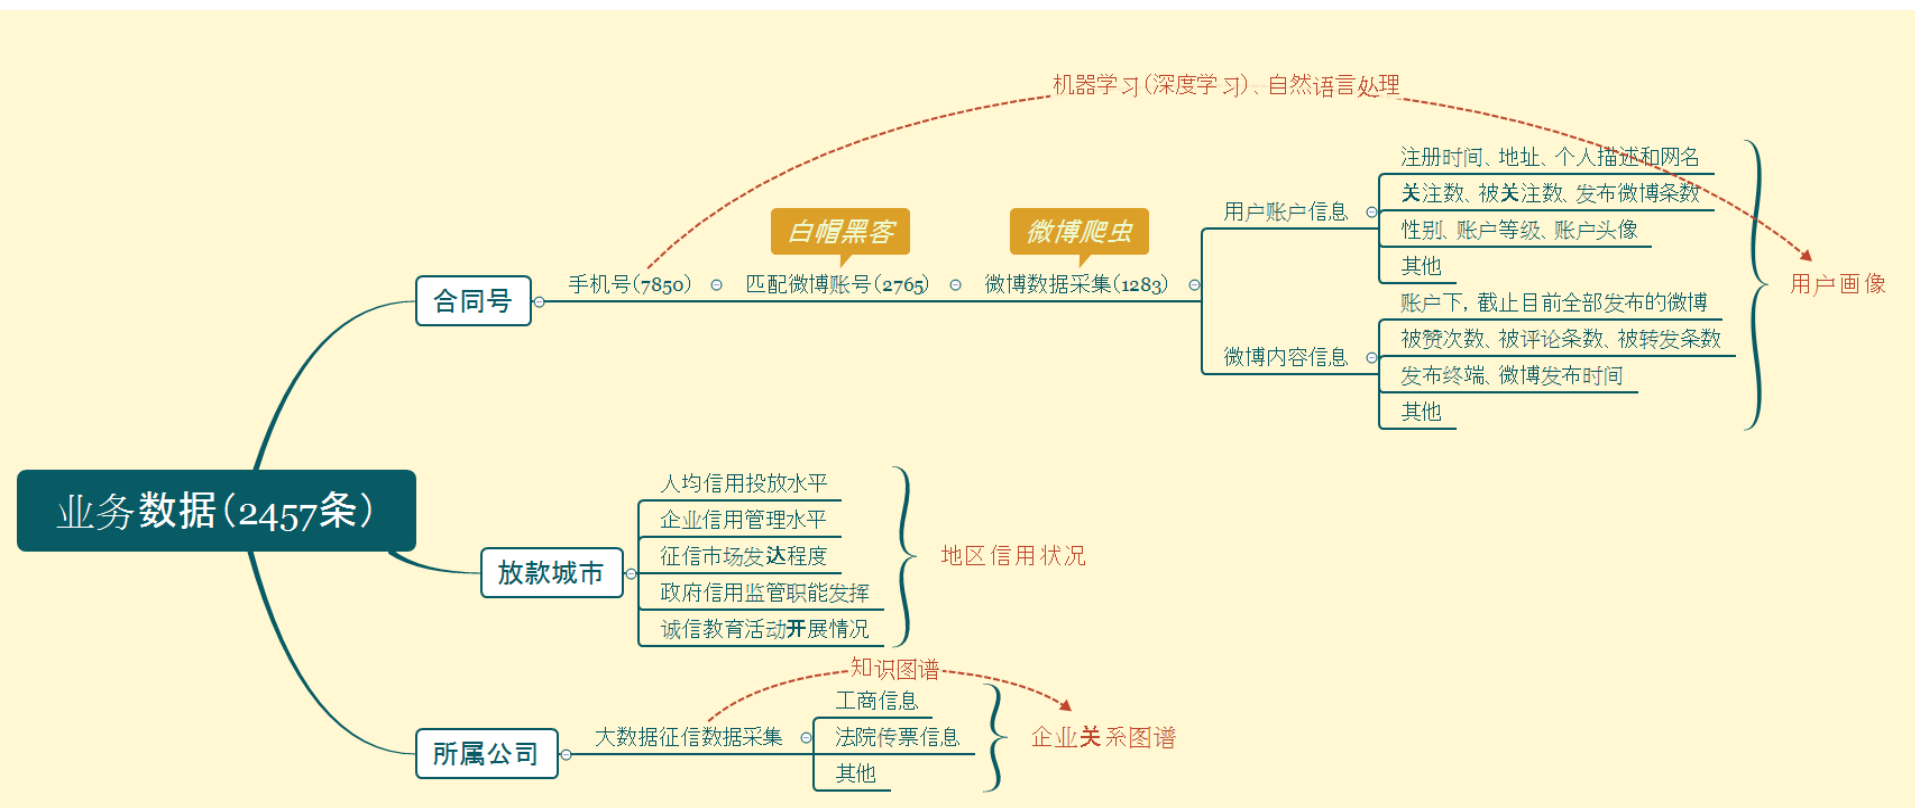 机器学习(深度学习)、自然语言处理
注册时间、地址、个人描述和网名
关注数、被关注数、发布微博条数
用户账户信息
性别、账户等级、账户头像
其他
白帽黑客
微博爬虫
合同号
手机号(7850)
匹配微博账号(2765)
微博数据采集(1283)
用户画像
账户下，截止目前全部发布的微博
被赞次数、被评论条数、被转发条数
微博内容信息
发布终端、微博发布时间
其他
业务数据(2457条)
人均信用投放水平
企业信用管理水平
征信市场发达程度
放款城市
政府信用监管职能发挥
诚信教育活动开展情况
地区信用状况
知识图谱
工商信息
所属公司
大数据征信数据采集
法院传票信息
其他
企业关系图谱